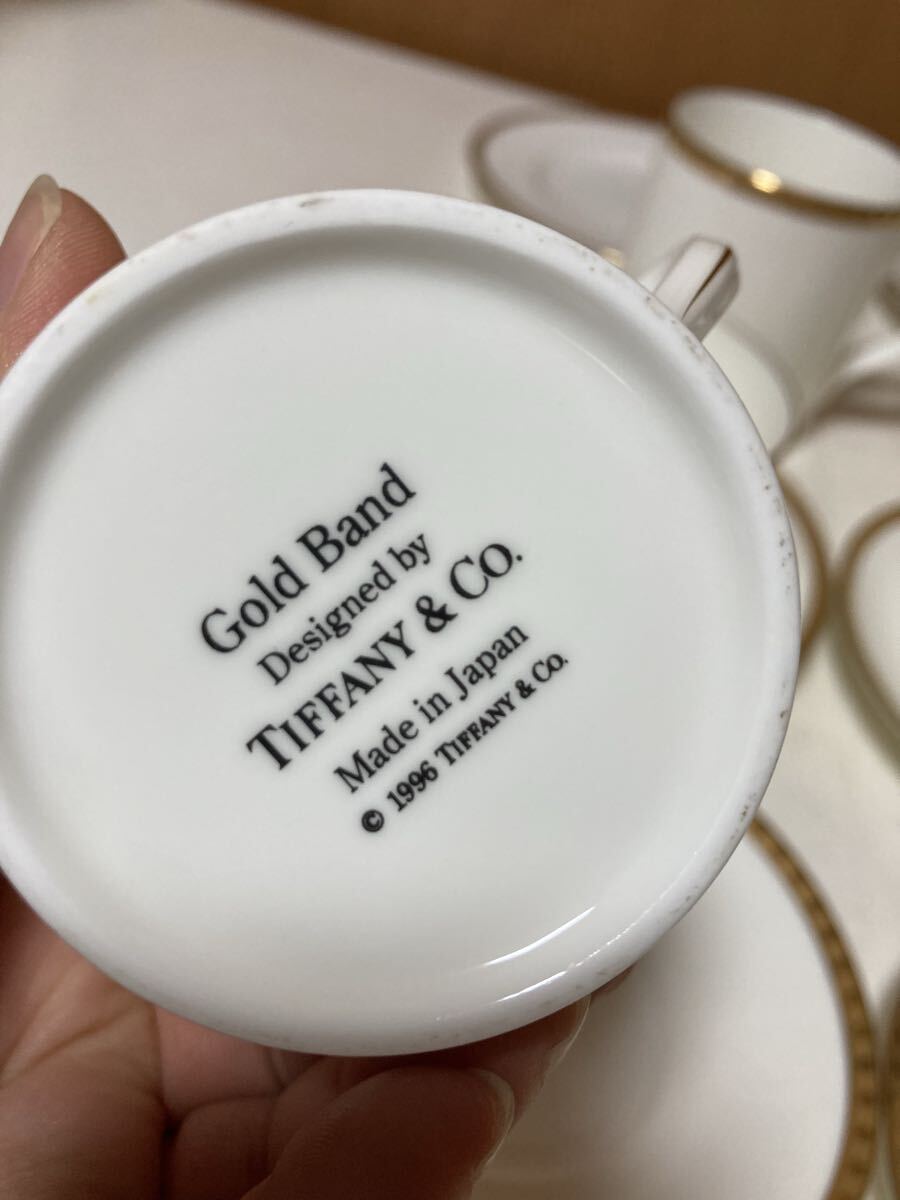 Gold Band
Designed by
TIFFANY & CO.
Made in Japan
© 1996 TIFFANY & CO.